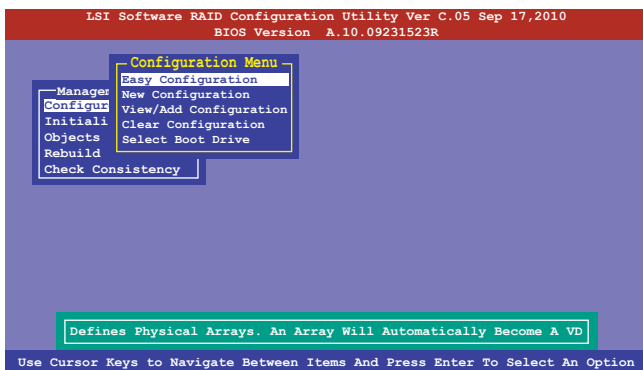 LSI Software RAID Configuration Utility Ver C.05 Sep 17,2010
BIOS Version A.10.09231523R
Configuration Menu
Easy Configuration
New Configuration
View/Add Configuration
Clear Configuration
Select Boot Drive
Managem
Configur
Initiali
Objects
Rebuild
Check Consistency
Defines Physical Arrays. An Array Will Automatically Become A VD
Use Cursor Keys to Navigate Between Items And Press Enter To Select An Option